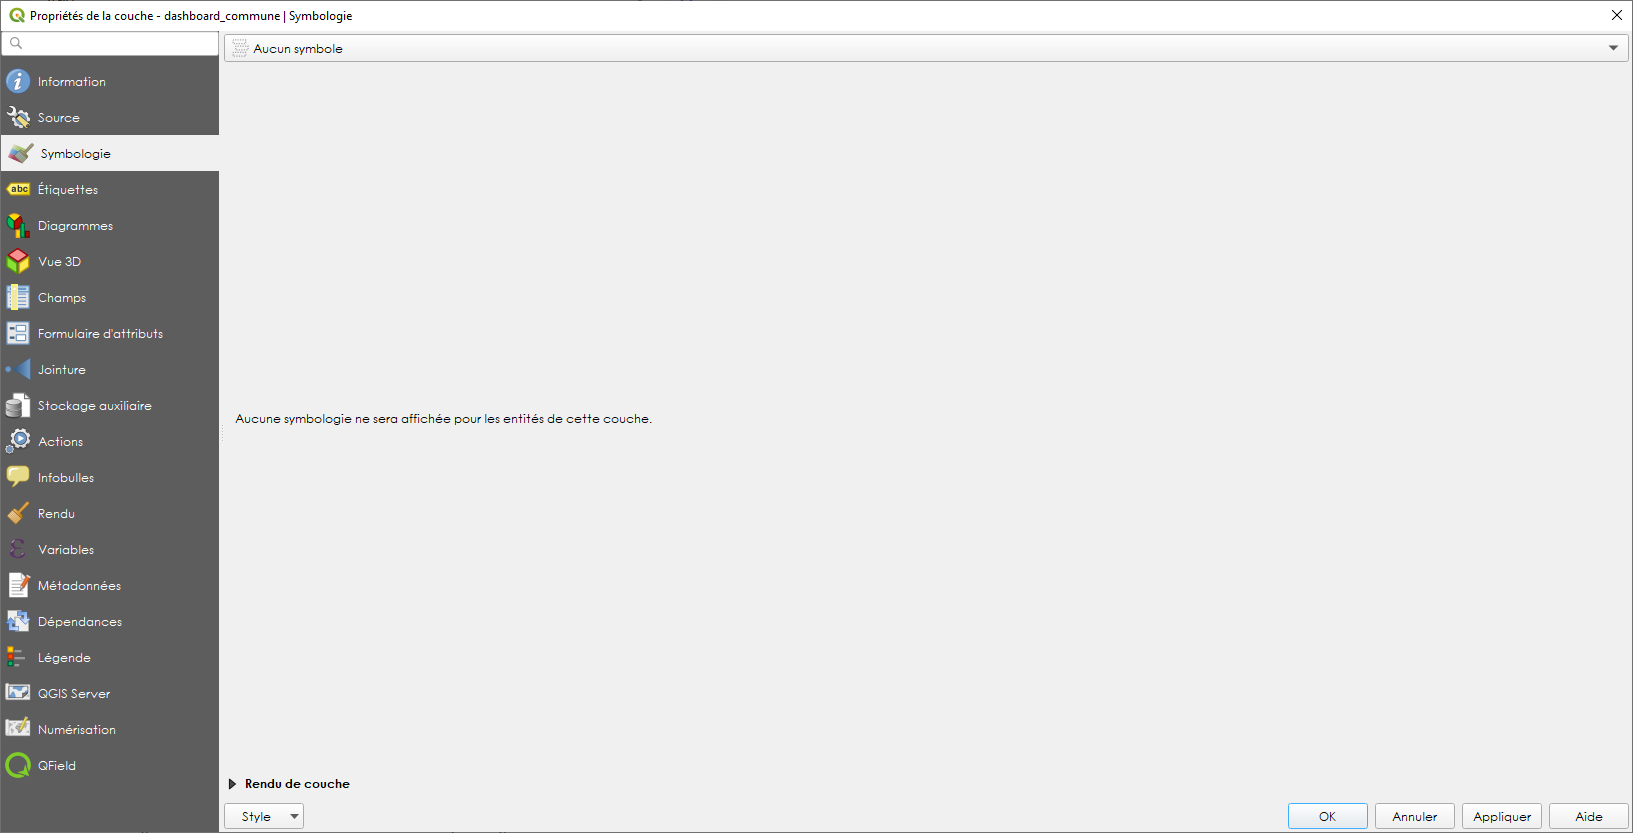 Propriétés de la couche - dashboard_commune | Symbologie
Aucun symbole
Information
Source
Symbologie
abc Étiquettes
Diagrammes
Vue 3D
Champs
Formulaire d'attributs
Jointure
Stockage auxiliaire
Actions
Infobulles
Rendu
Variables
Métadonnées
Dépendances
Légende
QGIS Server
Numérisation
QField
Aucune symbologie ne sera affichée pour les entités de cette couche.
Rendu de couche
Style
OK
Annuler
Appliquer
Aide